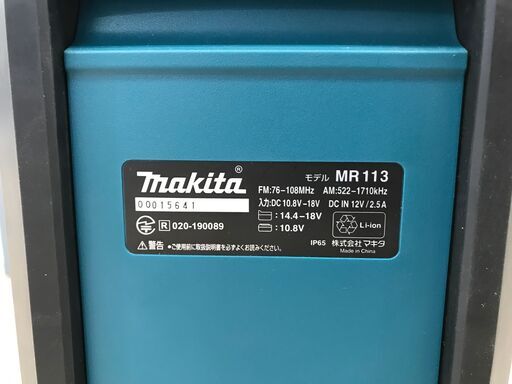 makita®
モデル MR113
00015641
FM:76-108MHz AM:522-1710kHz
入力:DC 10.8V-18V DC IN 12V / 2.5A
R 020-190089
: 14.4-18V
: 10.8V
Li-ion
⚠警告 •ご使用前に取扱説明書を必ずよくお読みください。
IP65 株式会社マキタ
Made in China